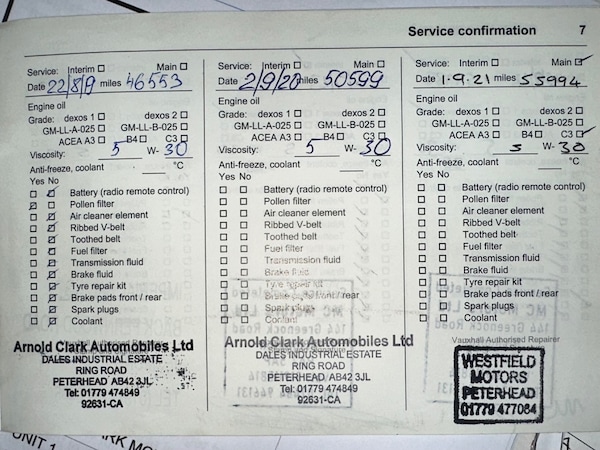 Service confirmation 7
Service: Interim Main
Date 22/8/9 miles 46553
Engine oil
Grade: dexos 1 dexos 2
GM-LL-A-025 GM-LL-B-025
ACEA A3 B4 C3
Viscosity: 5 W- 30
Anti-freeze, coolant °C
Yes No
Battery (radio remote control)
Pollen filter
Air cleaner element
Ribbed V-belt
Toothed belt
Fuel filter
Transmission fluid
Brake fluid
Tyre repair kit
Brake pads front / rear
Spark plugs
Coolant
Arnold Clark Automobiles Ltd
DALES INDUSTRIAL ESTATE
RING ROAD
PETERHEAD AB42 3JL
Tel: 01779 474849
92631-CA
Service: Interim Main
Date 2/9/20 miles 50599
Engine oil
Grade: dexos 1 dexos 2
GM-LL-A-025 GM-LL-B-025
ACEA A3 B4 C3
Viscosity: 5 W- 30
Anti-freeze, coolant °C
Yes No
Battery (radio remote control)
Pollen filter
Air cleaner element
Ribbed V-belt
Toothed belt
Fuel filter
Transmission fluid
Brake fluid
Tyre repair kit
Brake pads front / rear
Spark plugs
Coolant
Arnold Clark Automobiles Ltd
DALES INDUSTRIAL ESTATE
RING ROAD
PETERHEAD AB42 3JL
Tel: 01779 474849
92631-CA
Service: Interim Main
Date 1.9.21 miles 55994
Engine oil
Grade: dexos 1 dexos 2
GM-LL-A-025 GM-LL-B-025
ACEA A3 B4 C3
Viscosity: 5 W- 30
Anti-freeze, coolant °C
Yes No
Battery (radio remote control)
Pollen filter
Air cleaner element
Ribbed V-belt
Toothed belt
Fuel filter
Transmission fluid
Brake fluid
Tyre repair kit
Brake pads front / rear
Spark plugs
Coolant
Vauxhall Authorised Repairer
WESTFIELD
MOTORS
PETERHEAD
01779 477084
UNIT 1